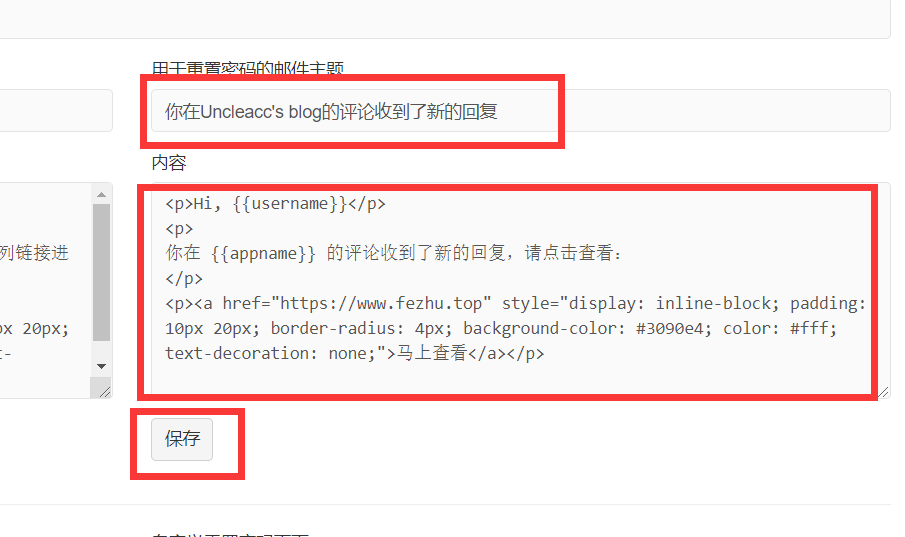 用于重置密码的邮件主题
你在Uncleacc's blog的评论收到了新的回复
内容
列链接进
px 20px;
t-
<p>Hi, {{username}}</p>
<p>
你在 {{appname}} 的评论收到了新的回复，请点击查看：
</p>
<p><a href="https://www.fezhu.top" style="display: inline-block; padding:
10px 20px; border-radius: 4px; background-color: #3090e4; color: #fff;
text-decoration: none;">马上查看</a></p>
保存